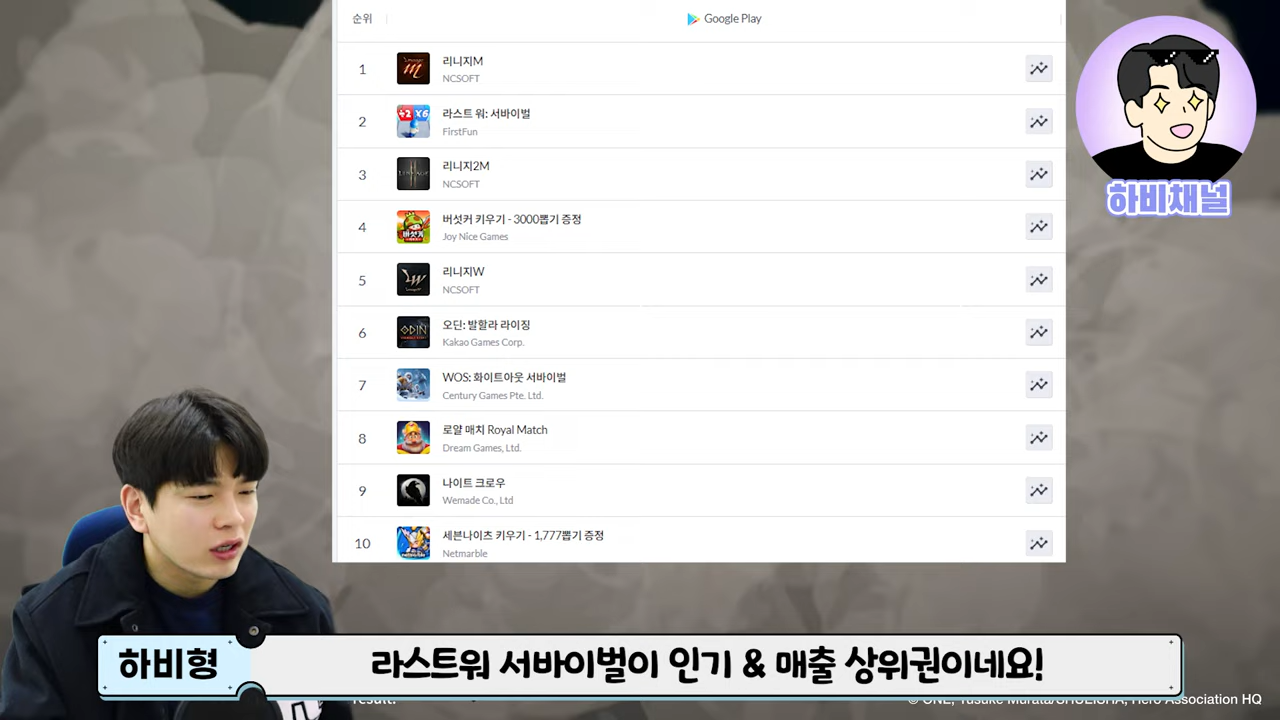 순위
Google Play
1
리니지M
NCSOFT
2
라스트 워: 서바이벌
FirstFun
3
리니지2M
NCSOFT
4
버섯커 키우기 - 3000뽑기 증정
Joy Nice Games
5
리니지W
NCSOFT
6
오딘: 발할라 라이징
Kakao Games Corp.
7
WOS: 화이트아웃 서바이벌
Century Games Pte. Ltd.
8
로얄 매치 Royal Match
Dream Games, Ltd.
9
나이트 크로우
Wemade Co., Ltd
10
세븐나이츠 키우기 - 1,777뽑기 증정
Netmarble
하비채널
하비형
라스트워 서바이벌이 인기 & 매출 상위권이네요!
result.
© ONE, Yusuke Murata/SHUEISHA, Hero Association HQ